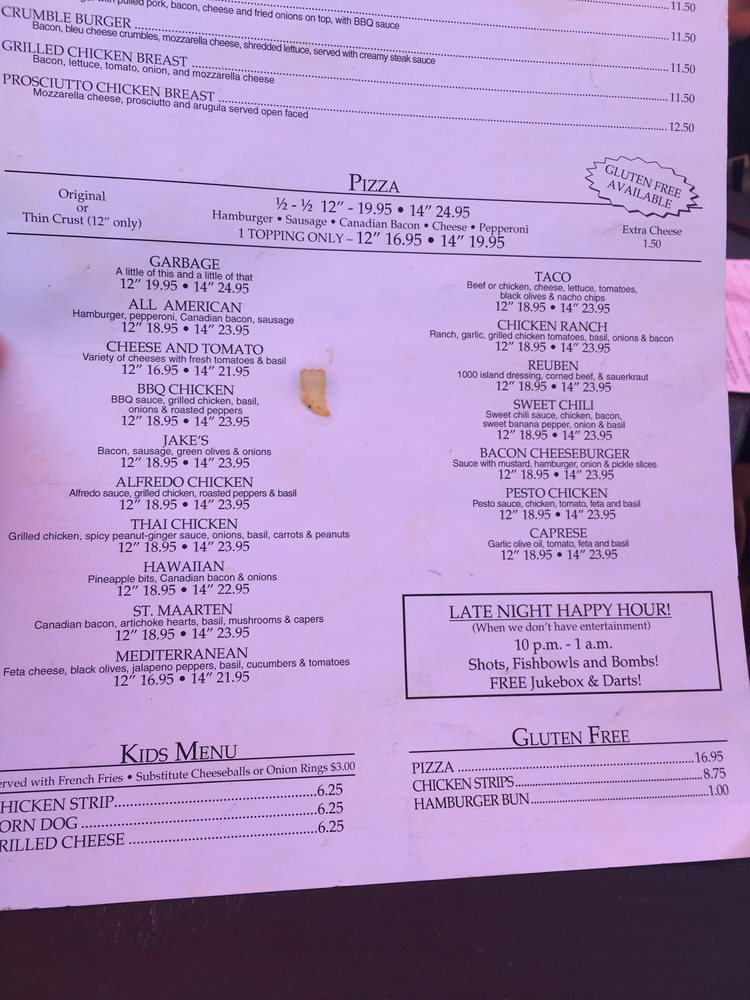 pulled pork, bacon, cheese and fried onions on top, with BBQ sauce
11.50
CRUMBLE BURGER 11.50
Bacon, bleu cheese crumbles, mozzarella cheese, shredded lettuce, served with creamy steak sauce
11.50
GRILLED CHICKEN BREAST
Bacon, lettuce, tomato, onion, and mozzarella cheese
11.50
PROSCIUTTO CHICKEN BREAST
Mozzarella cheese, prosciutto and arugula served open faced
12.50
PIZZA
Original
or
Thin Crust (12" only)
½ - ½ 12" - 19.95 • 14" 24.95
Hamburger • Sausage • Canadian Bacon • Cheese • Pepperoni
1 TOPPING ONLY – 12" 16.95 • 14" 19.95
GLUTEN FREE
AVAILABLE
Extra Cheese
1.50
GARBAGE
A little of this and a little of that
12" 19.95 • 14" 24.95
ALL AMERICAN
Hamburger, pepperoni, Canadian bacon, sausage
12" 18.95 • 14" 23.95
CHEESE AND TOMATO
Variety of cheeses with fresh tomatoes & basil
12" 16.95 • 14" 21.95
BBQ CHICKEN
BBQ sauce, grilled chicken, basil,
onions & roasted peppers
12" 18.95 • 14" 23.95
JAKE'S
Bacon, sausage, green olives & onions
12" 18.95 • 14" 23.95
ALFREDO CHICKEN
Alfredo sauce, grilled chicken, roasted peppers & basil
12" 18.95 • 14" 23.95
THAI CHICKEN
Grilled chicken, spicy peanut-ginger sauce, onions, basil, carrots & peanuts
12" 18.95 • 14" 23.95
HAWAIIAN
Pineapple bits, Canadian bacon & onions
12" 18.95 • 14" 22.95
ST. MAARTEN
Canadian bacon, artichoke hearts, basil, mushrooms & capers
12" 18.95 • 14" 23.95
MEDITERRANEAN
Feta cheese, black olives, jalapeno peppers, basil, cucumbers & tomatoes
12" 16.95 • 14" 21.95
TACO
Beef or chicken, cheese, lettuce, tomatoes,
black olives & nacho chips
12" 18.95 • 14" 23.95
CHICKEN RANCH
Ranch, garlic, grilled chicken tomatoes, basil, onions & bacon
12" 18.95 • 14" 23.95
REUBEN
1000 island dressing, corned beef, & sauerkraut
12" 18.95 • 14" 23.95
SWEET CHILI
Sweet chili sauce, chicken, bacon,
sweet banana pepper, onion & basil
12" 18.95 • 14" 23.95
BACON CHEESEBURGER
Sauce with mustard, hamburger, onion & pickle slices
12" 18.95 • 14" 23.95
PESTO CHICKEN
Pesto sauce, chicken, tomato, feta and basil
12" 18.95 • 14" 23.95
CAPRESE
Garlic olive oil, tomato, feta and basil
12" 18.95 • 14" 23.95
LATE NIGHT HAPPY HOUR!
(When we don't have entertainment)
10 p.m. - 1 a.m.
Shots, Fishbowls and Bombs!
FREE Jukebox & Darts!
KIDS MENU
erved with French Fries • Substitute Cheeseballs or Onion Rings $3.00
HICKEN STRIP 6.25
ORN DOG 6.25
RILLED CHEESE 6.25
GLUTEN FREE
PIZZA 16.95
CHICKEN STRIPS 8.75
HAMBURGER BUN 1.00